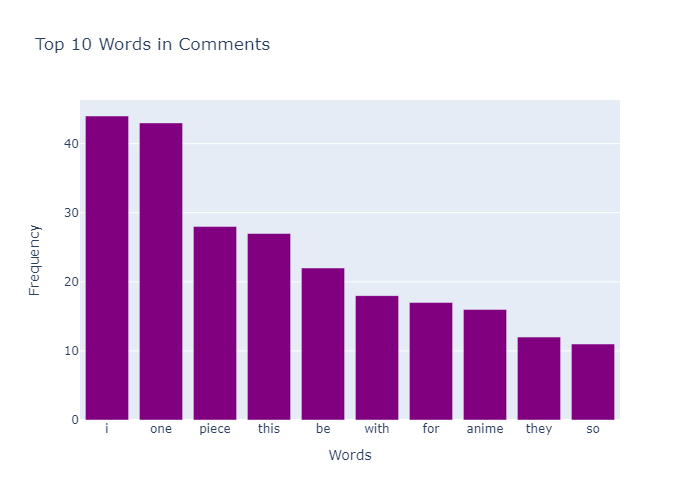 Top 10 Words in Comments
Frequency
40
30
20
10
0
i one piece this be with for anime they so
Words